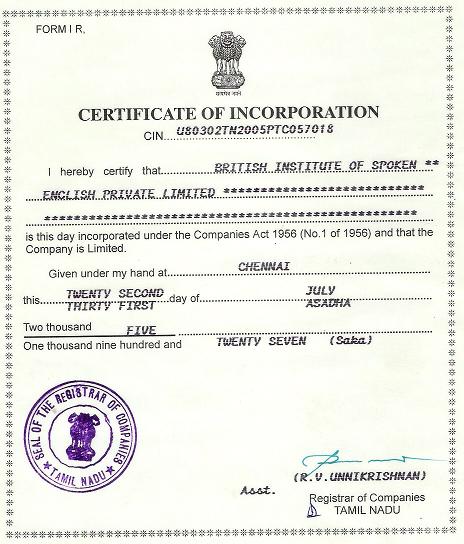 FORM I R.
सत्यमेव जयते
CERTIFICATE OF INCORPORATION
CIN. U80302TN2005PTC057018
I hereby certify that BRITISH INSTITUTE OF SPOKEN **
ENGLISH PRIVATE LIMITED ***************************
**************************************************
is this day incorporated under the Companies Act 1956 (No.1 of 1956) and that the
Company is Limited.
Given under my hand at CHENNAI
this TWENTY SECOND day of JULY
THIRTY FIRST ASADHA
Two thousand FIVE
One thousand nine hundred and TWENTY SEVEN (Saka)
SEAL OF THE REGISTRAR OF COMPANIES
* TAMIL NADU *
(R.V.UNNIKRISHNAN)
Asst. Registrar of Companies
TAMIL NADU